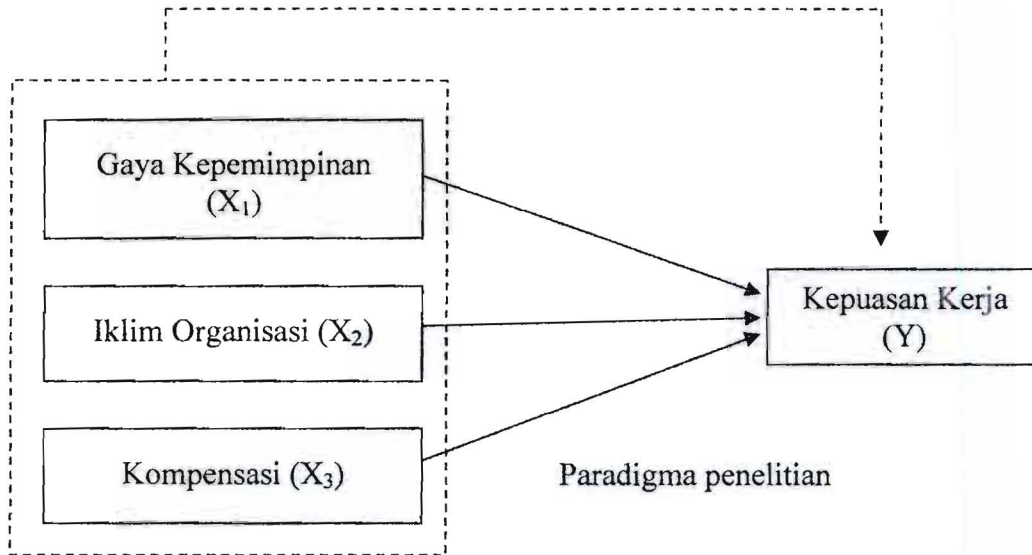 Gaya Kepemimpinan
(X₁)
Iklim Organisasi (X₂)
Kepuasan Kerja
(Y)
Kompensasi (X₃)
Paradigma penelitian